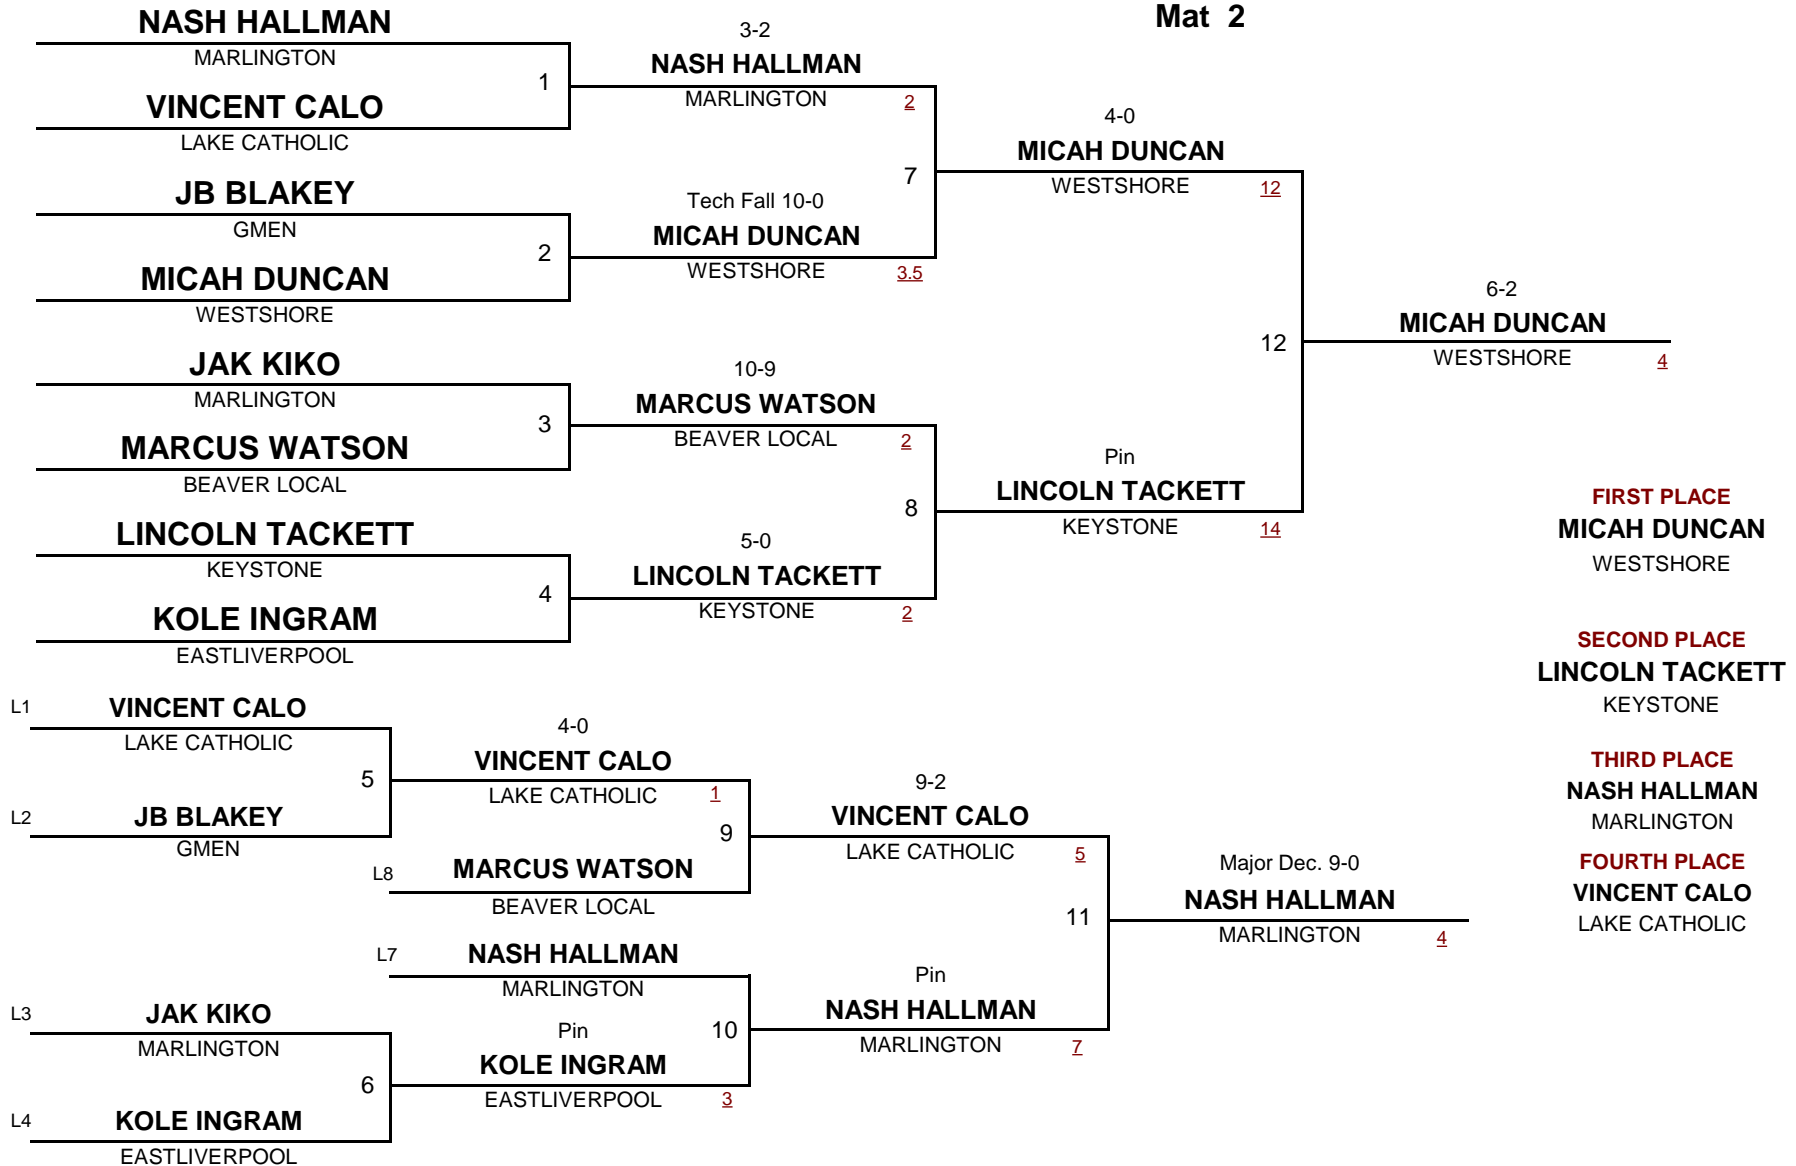 Mat 2
NASH HALLMAN
MARLINGTON
1
VINCENT CALO
LAKE CATHOLIC
3-2
NASH HALLMAN
MARLINGTON
2
JB BLAKEY
GMEN
2
MICAH DUNCAN
WESTSHORE
Tech Fall 10-0
MICAH DUNCAN
WESTSHORE
3.5
7
4-0
MICAH DUNCAN
WESTSHORE
12
JAK KIKO
MARLINGTON
3
MARCUS WATSON
BEAVER LOCAL
10-9
MARCUS WATSON
BEAVER LOCAL
2
LINCOLN TACKETT
KEYSTONE
4
KOLE INGRAM
EASTLIVERPOOL
5-0
LINCOLN TACKETT
KEYSTONE
2
8
Pin
LINCOLN TACKETT
KEYSTONE
14
12
6-2
MICAH DUNCAN
WESTSHORE
4
FIRST PLACE
MICAH DUNCAN
WESTSHORE
SECOND PLACE
LINCOLN TACKETT
KEYSTONE
THIRD PLACE
NASH HALLMAN
MARLINGTON
FOURTH PLACE
VINCENT CALO
LAKE CATHOLIC
L1
VINCENT CALO
LAKE CATHOLIC
5
L2
JB BLAKEY
GMEN
4-0
VINCENT CALO
LAKE CATHOLIC
1
9
L8
MARCUS WATSON
BEAVER LOCAL
9-2
VINCENT CALO
LAKE CATHOLIC
5
L7
NASH HALLMAN
MARLINGTON
10
L3
JAK KIKO
MARLINGTON
6
L4
KOLE INGRAM
EASTLIVERPOOL
Pin
KOLE INGRAM
EASTLIVERPOOL
3
Pin
NASH HALLMAN
MARLINGTON
7
11
Major Dec. 9-0
NASH HALLMAN
MARLINGTON
4